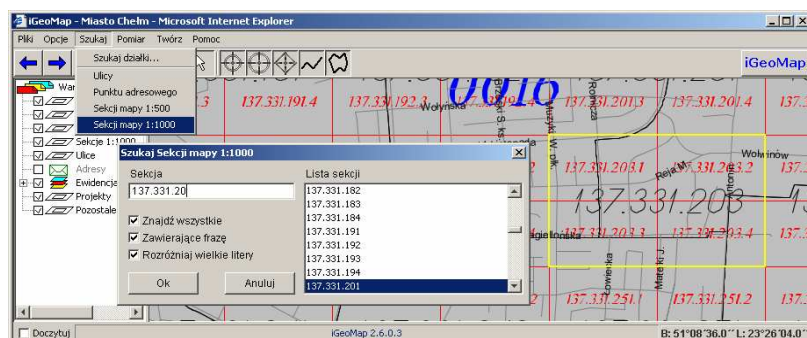 iGeoMap - Miasto Chełm - Microsoft Internet Explorer
Pliki Opcje Szukaj Pomiar Twórz Pomoc
iGeoMap
Szukaj działki...
Ulicy
Punktu adresowego
Sekcji mapy 1:500
Sekcji mapy 1:1000
Sekcje 1:1000
Ulice
Adresy
Ewidencja
Projekty
Pozostałe
Szukaj Sekcji mapy 1:1000
Sekcja
137.331.20
Znajdź wszystkie
Zawierające frazę
Rozróżniaj wielkie litery
Ok Anuluj
Lista sekcji
137.331.182
137.331.183
137.331.184
137.331.191
137.331.192
137.331.193
137.331.194
137.331.201
0016
137.331.191.4 137.331.192.3 137.331.201.3 137.331.201.4
Wołyńska
Muzyki W. płk.
137.331.203.1 137.331.203.2
Reja M.
137.331.203
137.331.203.3 137.331.203.4
Łowiecka
Matejki J.
137.331.251.1 137.331.251.2
Doczytuj
iGeoMap 2.6.0.3
B: 51°08'36.0'' L: 23°26'04.0''